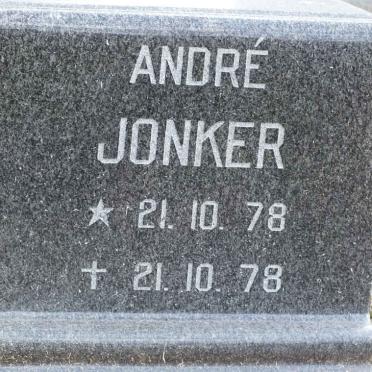 ANDRÉ
JONKER
★ 21. 10. 78
✝ 21. 10. 78